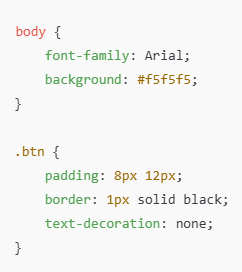 body {
    font-family: Arial;
    background: #f5f5f5;
}

.btn {
    padding: 8px 12px;
    border: 1px solid black;
    text-decoration: none;
}